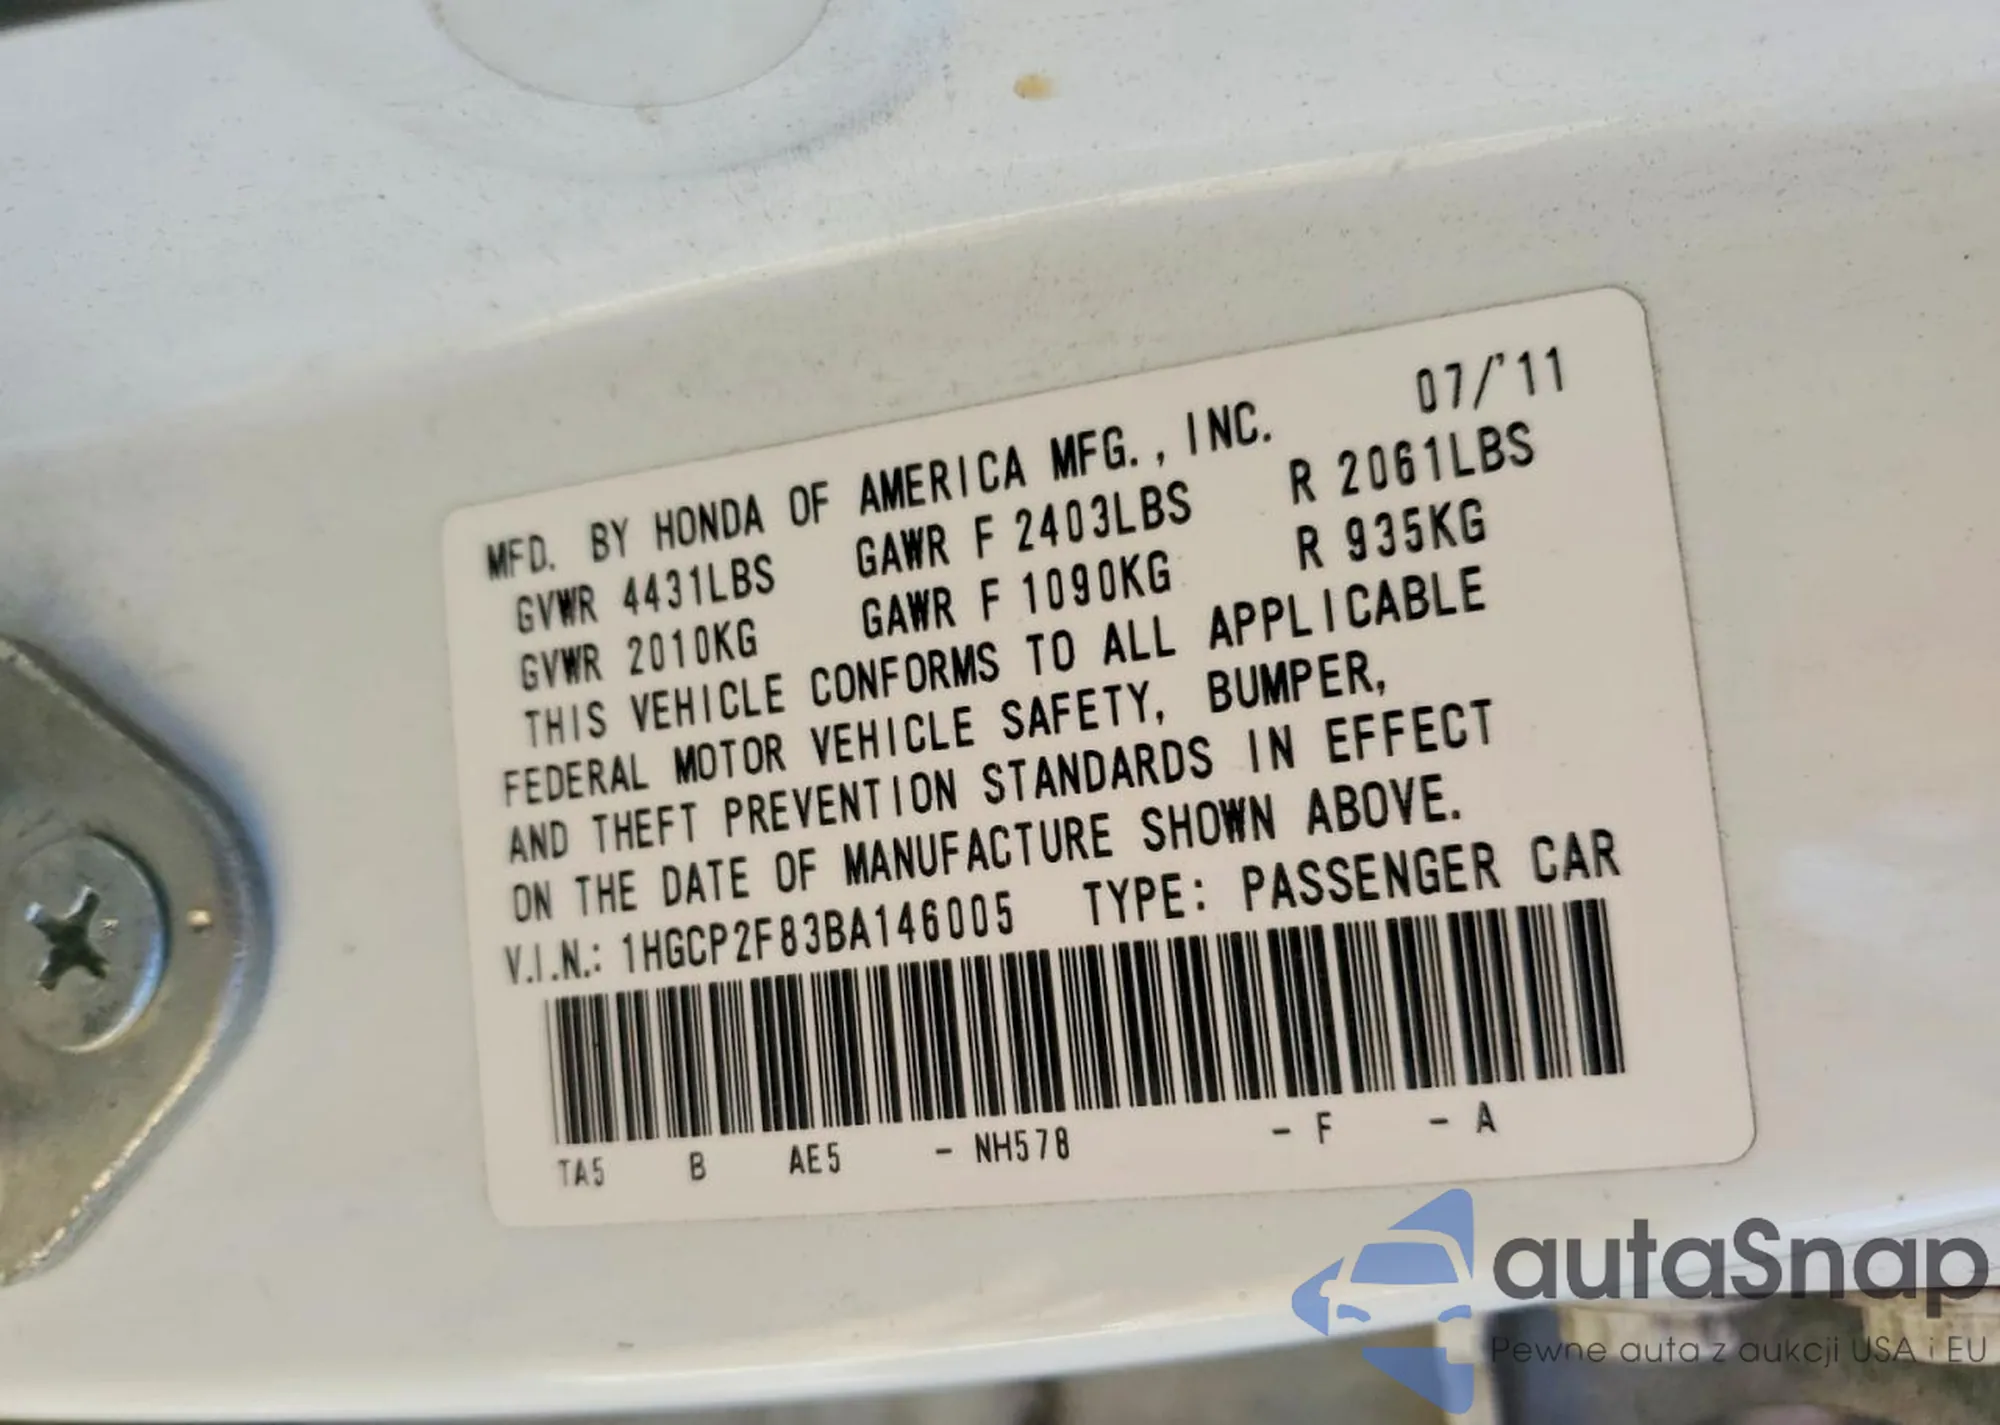 MFD. BY HONDA OF AMERICA MFG., INC. 07/'11
GVWR 4431LBS GAWR F 2403LBS R 2061LBS
GVWR 2010KG GAWR F 1090KG R 935KG
THIS VEHICLE CONFORMS TO ALL APPLICABLE
FEDERAL MOTOR VEHICLE SAFETY, BUMPER,
AND THEFT PREVENTION STANDARDS IN EFFECT
ON THE DATE OF MANUFACTURE SHOWN ABOVE.
V.I.N.: 1HGCP2F83BA146005 TYPE: PASSENGER CAR
TA5 B AE5 - NH578 - F - A
autaSnap
Pewne auta z aukcji USA i EU